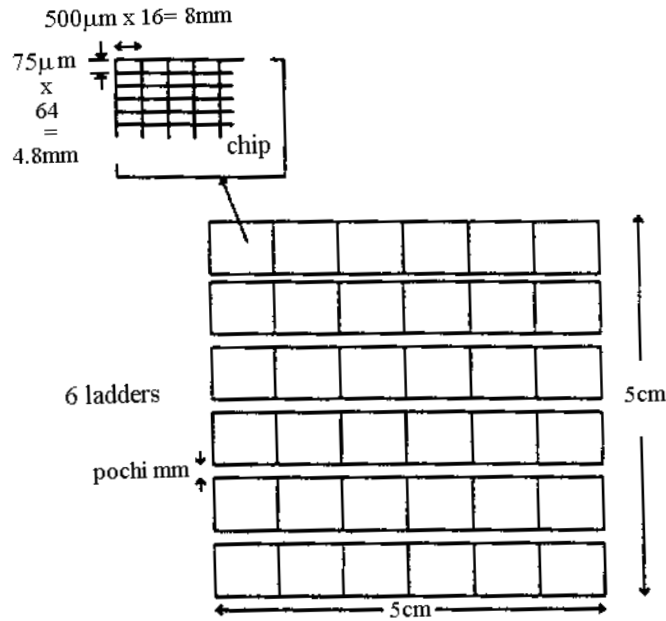 500µm x 16= 8mm
75µm
x
64
=
4.8mm
chip
6 ladders
5cm
pochi mm
5cm